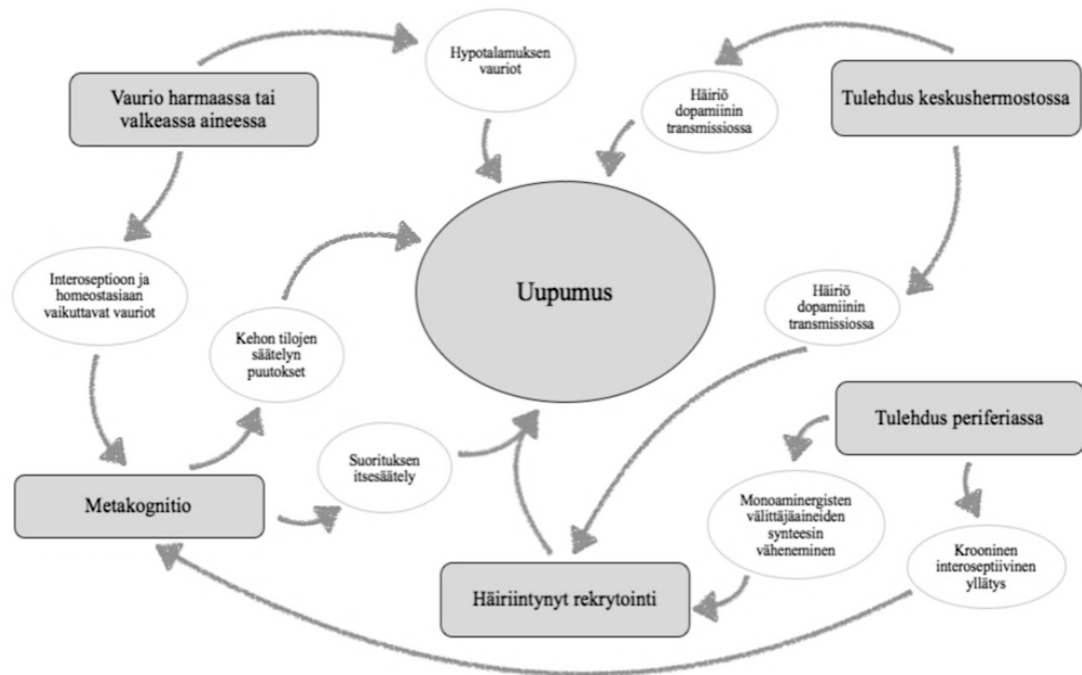 Hypotalamuksen
vauriot
Vaurio harmaassa tai
valkeassa aineessa
Häiriö
dopamiinin
transmissiossa
Tulehdus keskushermostossa
Interoseptioon ja
homeostasiaan
vaikuttavat vauriot
Uupumus
Häiriö
dopamiinin
transmissiossa
Kehon tilojen
säätelyn
puutokset
Tulehdus periferiassa
Suorituksen
itsesäätely
Metakognitio
Monoaminergisten
välittäjäaineiden
synteesin
väheneminen
Krooninen
interoseptiivinen
yllätys
Häiriintynyt rekrytointi